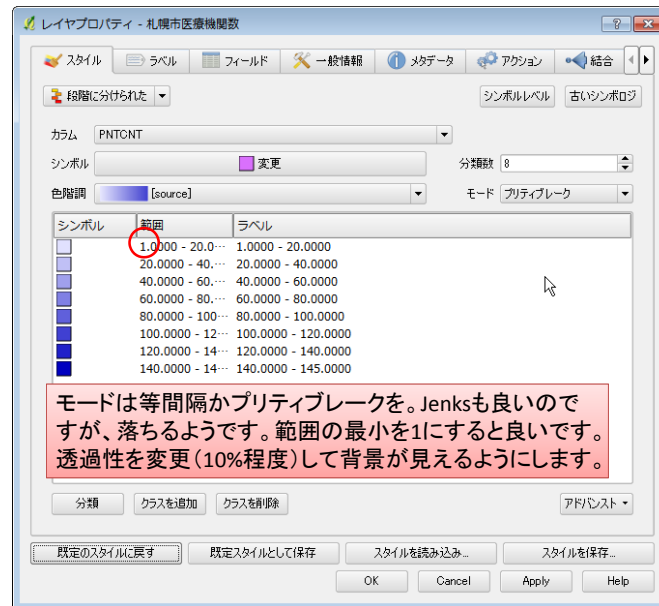 レイヤプロパティ - 札幌市医療機関数
スタイル ラベル フィールド 一般情報 メタデータ アクション 結合
段階に分けられた シンボルレベル 古いシンボロジ
カラム PNTCNT
シンボル 変更 分類数 8
色階調 [source] モード プリティブレーク
シンボル 範囲 ラベル
1.0000 - 20.0… 1.0000 - 20.0000
20.0000 - 40.… 20.0000 - 40.0000
40.0000 - 60.… 40.0000 - 60.0000
60.0000 - 80.… 60.0000 - 80.0000
80.0000 - 100… 80.0000 - 100.0000
100.0000 - 12… 100.0000 - 120.0000
120.0000 - 14… 120.0000 - 140.0000
140.0000 - 14… 140.0000 - 145.0000
モードは等間隔かプリティブレークを。Jenksも良いので
すが、落ちるようです。範囲の最小を1にすると良いです。
透過性を変更（10%程度）して背景が見えるようにします。
分類 クラスを追加 クラスを削除 アドバンスト
既定のスタイルに戻す 既定スタイルとして保存 スタイルを読み込み... スタイルを保存...
OK Cancel Apply Help